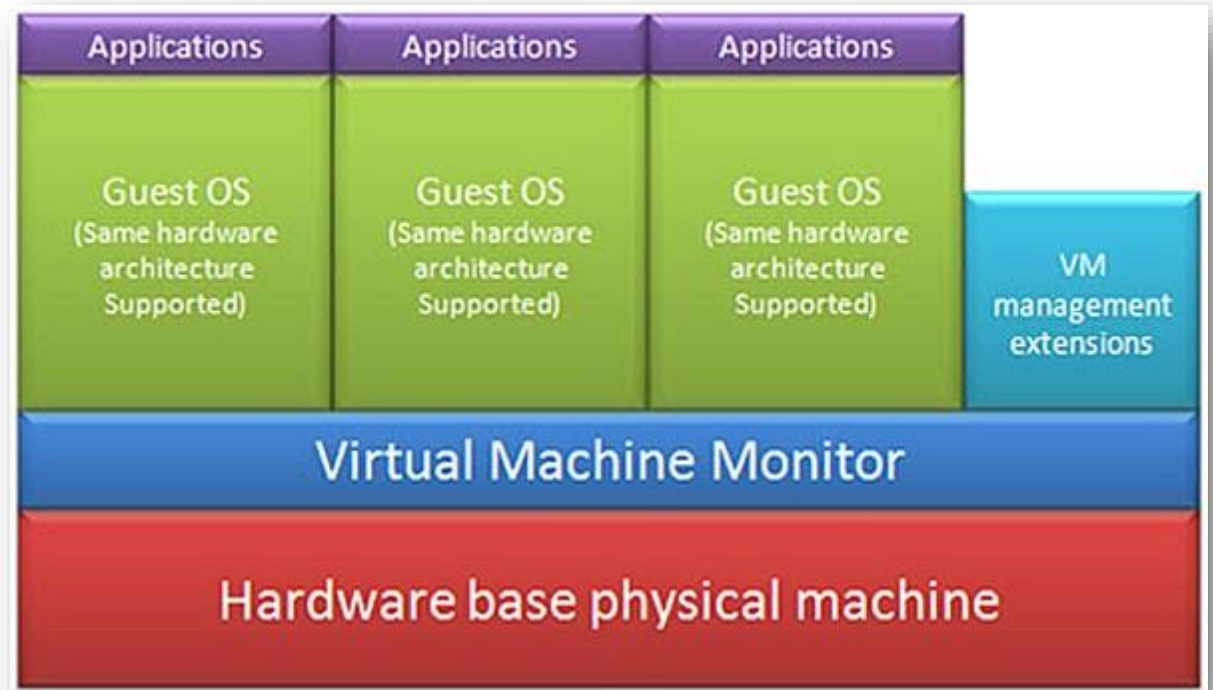 Applications
Applications
Applications
Guest OS
(Same hardware
architecture
Supported)
Guest OS
(Same hardware
architecture
Supported)
Guest OS
(Same hardware
architecture
Supported)
VM
management
extensions
Virtual Machine Monitor
Hardware base physical machine